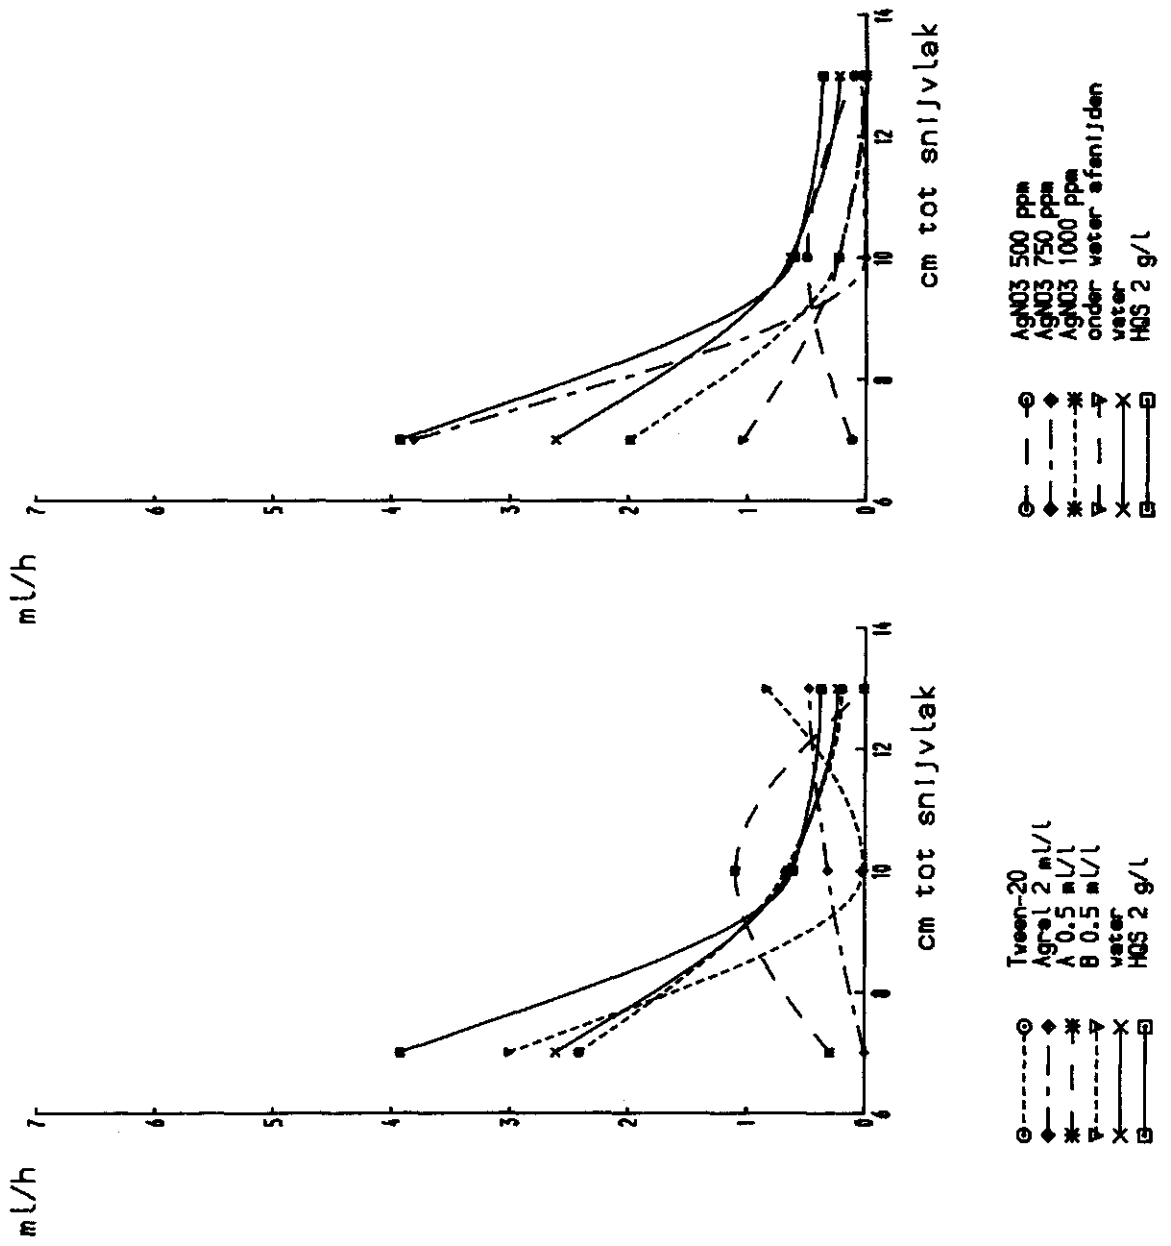 ml/h
7
6
5
4
3
2
1
0
6
8
10
12
14
cm tot snijvlak
Tween-20
Agral 2 ml/l
A 0.5 ml/l
B 0.5 ml/l
water
HQS 2 g/l
ml/h
7
6
5
4
3
2
1
0
6
8
10
12
14
cm tot snijvlak
AgNO3 500 ppm
AgNO3 750 ppm
AgNO3 1000 ppm
onder water afsnijden
water
HQS 2 g/l